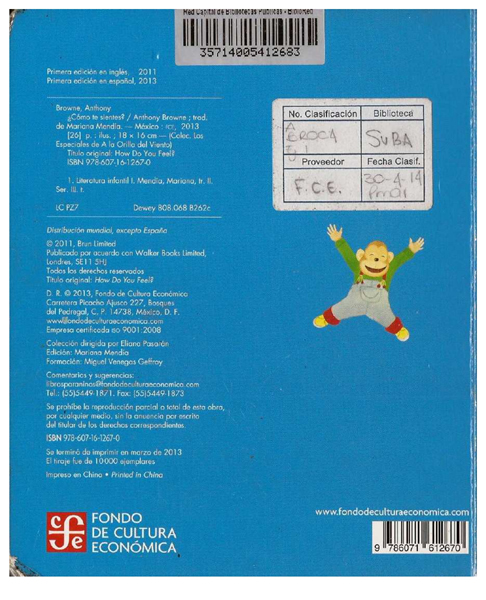 Red Capital de Bibliotecas Públicas - BibloRed
35714005412683
Primera edición en inglés, 2011
Primera edición en español, 2013
Browne, Anthony
¿Cómo te sientes? / Anthony Browne ; trad.
de Mariana Mendía. — México : FCE, 2013
[26] p. : ilus. ; 18 × 16 cm — (Colec. Los
Especiales de A la Orilla del Viento)
Título original: How Do You Feel?
ISBN 978-607-16-1267-0
1. Literatura infantil I. Mendía, Mariana, tr. II.
Ser. III. t.
LC PZ7 Dewey 808.068 B262c
No. Clasificación
Biblioteca
A
BROCA
SUBA
Proveedor
Fecha Clasif.
F.C.E.
30-4-14
Distribución mundial, excepto España
© 2011, Brun Limited
Publicado por acuerdo con Walker Books Limited,
Londres, SE11 5HJ
Todos los derechos reservados
Título original: How Do You Feel?
D. R. © 2013, Fondo de Cultura Económica
Carretera Picacho Ajusco 227, Bosques
del Pedregal, C. P. 14738, México, D. F.
www.fondodeculturaeconomica.com
Empresa certificada ISO 9001:2008
Colección dirigida por Eliana Pasarán
Edición: Mariana Mendía
Formación: Miguel Venegas Geffroy
Comentarios y sugerencias:
librosparaninos@fondodeculturaeconomica.com
Tel.: (55)5449-1871. Fax: (55)5449-1873
Se prohíbe la reproducción parcial o total de esta obra,
por cualquier medio, sin la anuencia por escrito
del titular de los derechos correspondientes.
ISBN 978-607-16-1267-0
Se terminó de imprimir en marzo de 2013
El tiraje fue de 10 000 ejemplares
Impreso en China • Printed in China
cfe
FONDO
DE CULTURA
ECONÓMICA
www.fondodeculturaeconomica.com
9 786071 612670